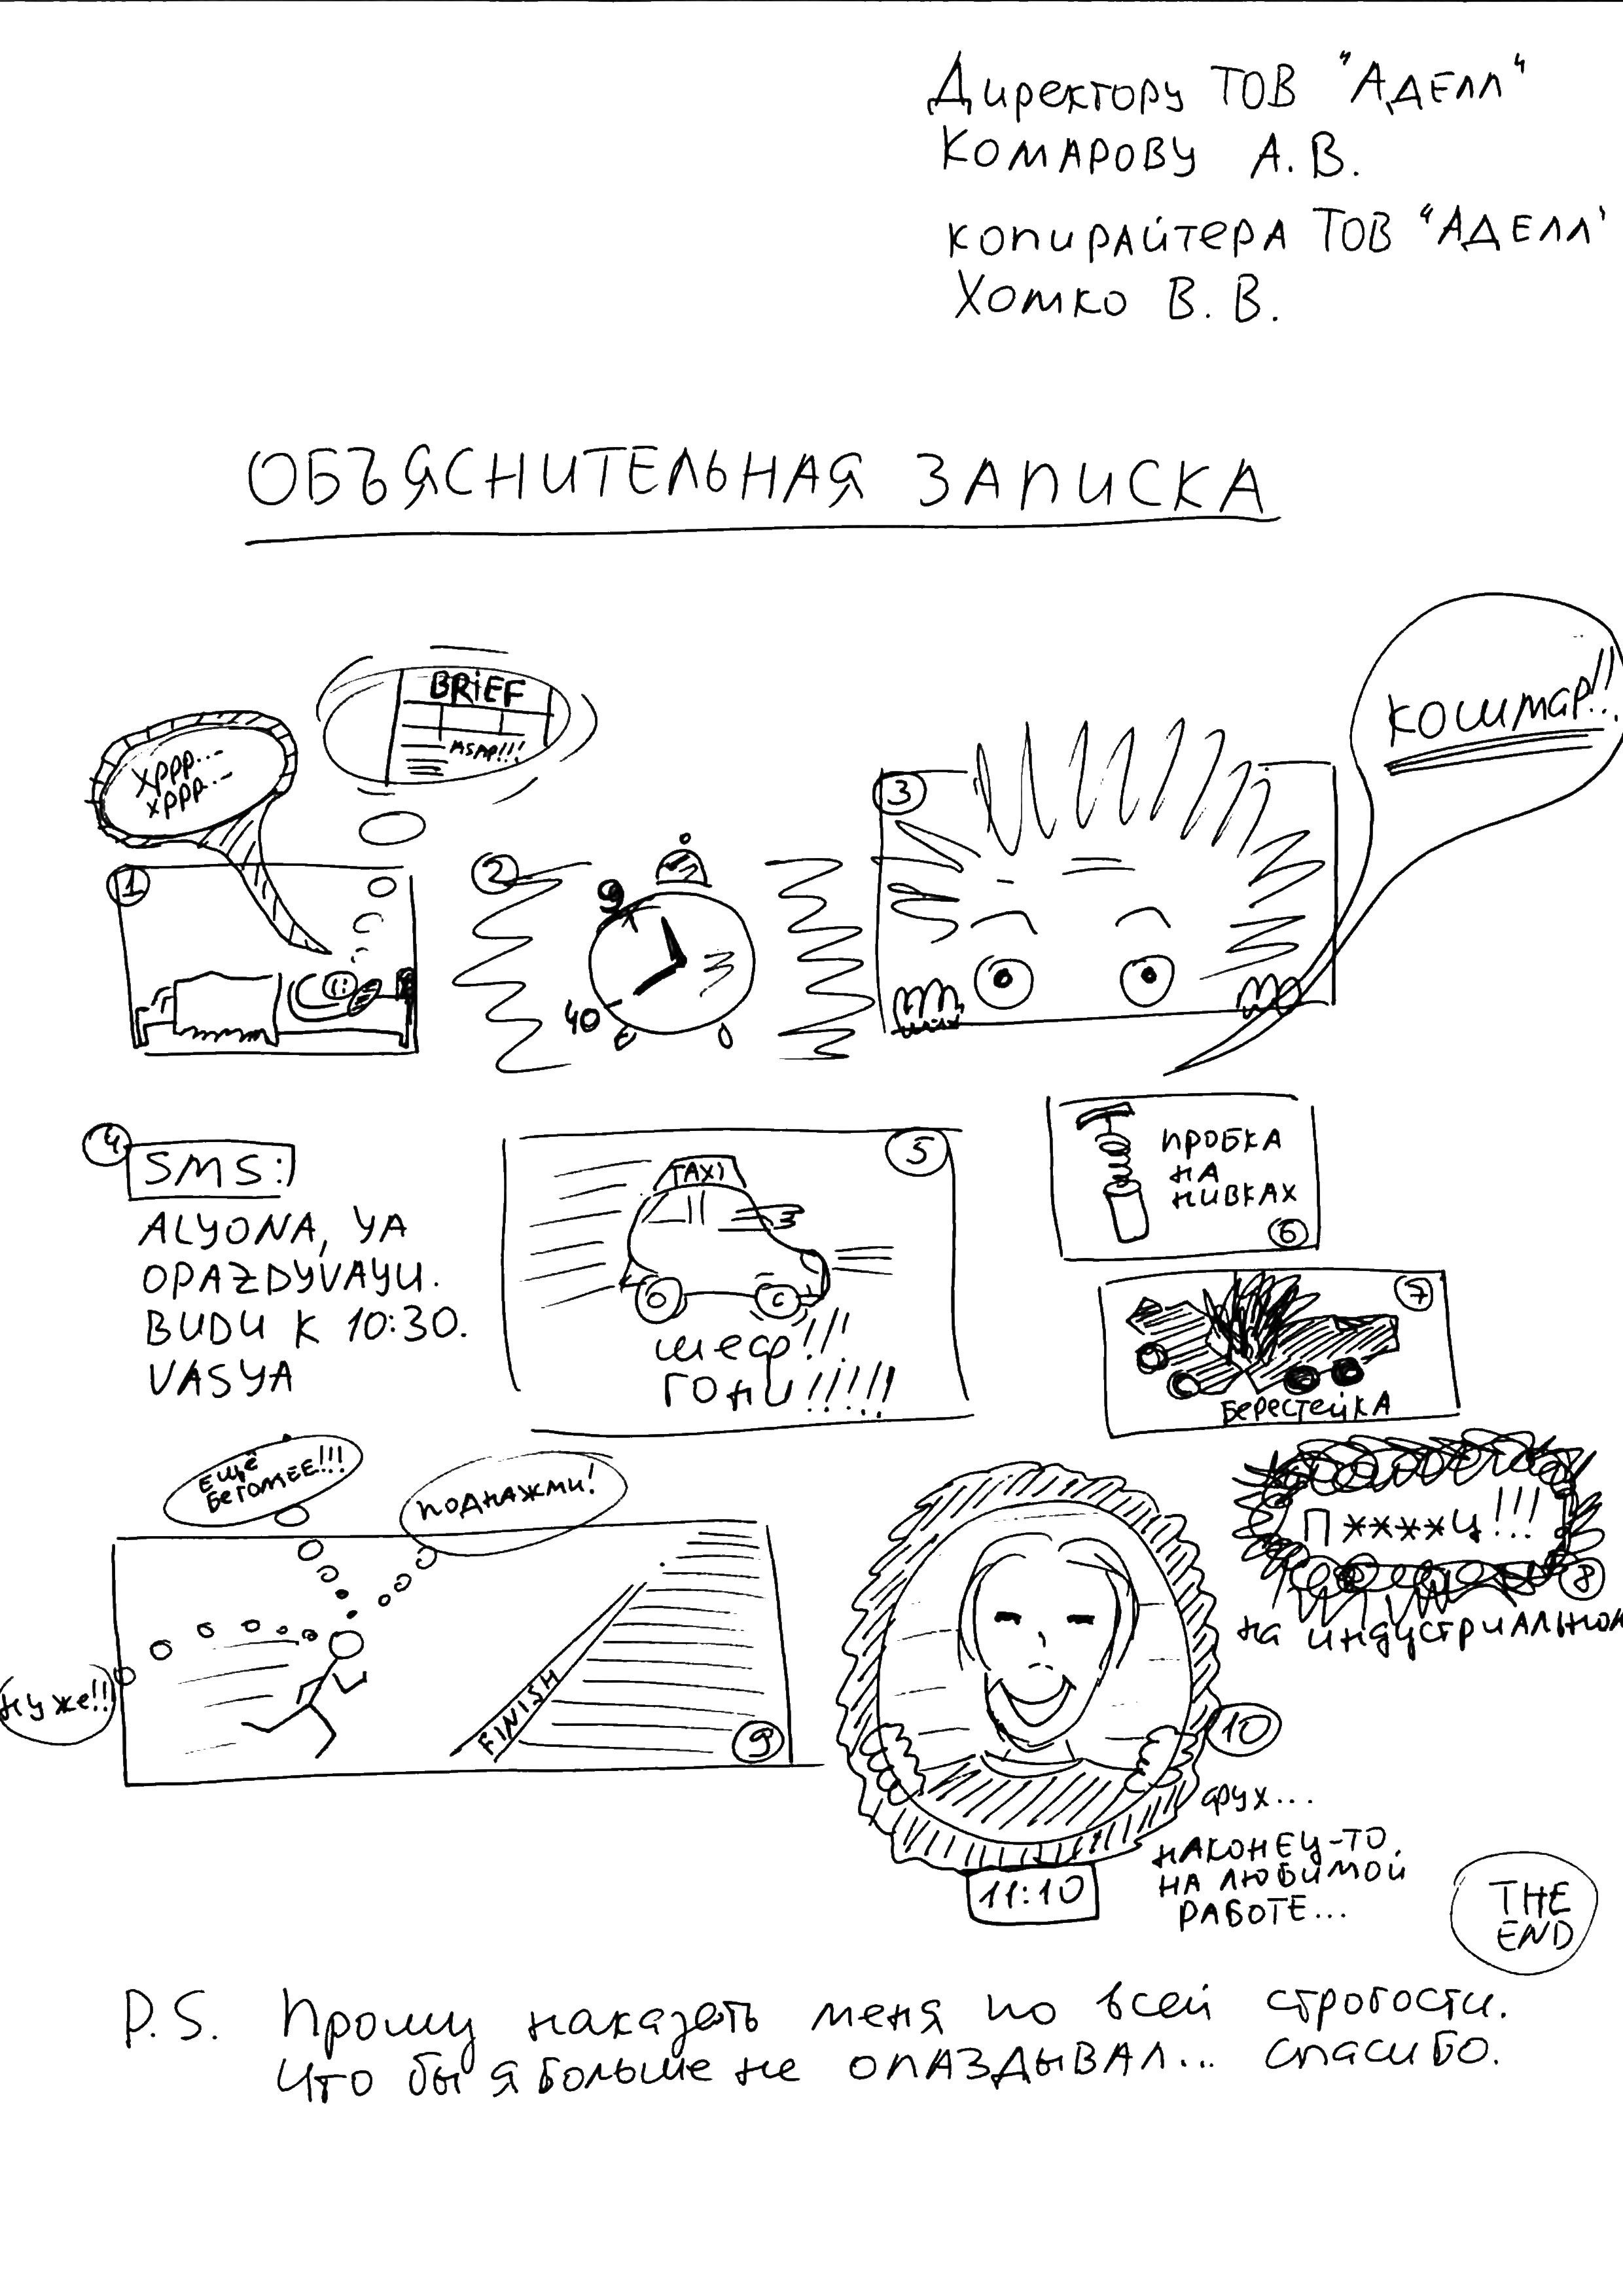 Директору ТОВ "Аделл"
Комарову А.В.
копирайтера ТОВ "Аделл"
Хомко В.В.
ОБЪЯСНИТЕЛЬНАЯ ЗАПИСКА
BRIEF
ASAP!!!
хррр...
хррр...
1
2
9
40
3
кошмар!!..
4
SMS:)
ALYONA, YA
OPAZDYVAYU.
BUDU K 10:30.
VASYA
5
TAXI
шеф!!!
гони!!!!!
пробка
на
нивках
6
7
Берестейка
П****ц!!!
8
на индустриальном
ещё
бегомее!!!
поднажми!
ну же!!
FINISH
9
10
фух...
наконец-то
на любимой
работе...
11:10
THE
END
P.S. Прошу наказать меня по всей строгости.
Что бы я больше не опаздывал... спасибо.